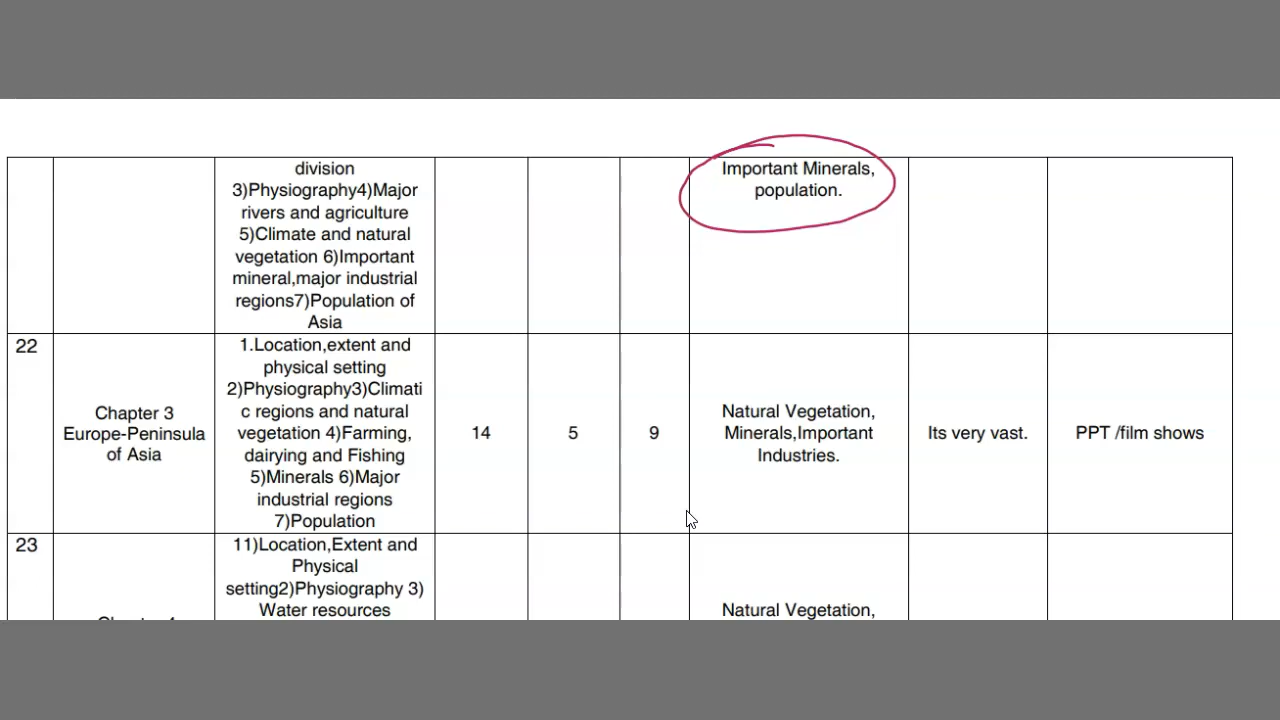 division
3)Physiography4)Major
rivers and agriculture
5)Climate and natural
vegetation 6)Important
mineral,major industrial
regions7)Population of
Asia
Important Minerals,
population.
22
Chapter 3
Europe-Peninsula
of Asia
1.Location,extent and
physical setting
2)Physiography3)Climati
c regions and natural
vegetation 4)Farming,
dairying and Fishing
5)Minerals 6)Major
industrial regions
7)Population
14
5
9
Natural Vegetation,
Minerals,Important
Industries.
Its very vast.
PPT /film shows
23
11)Location,Extent and
Physical
setting2)Physiography 3)
Water resources
Natural Vegetation,